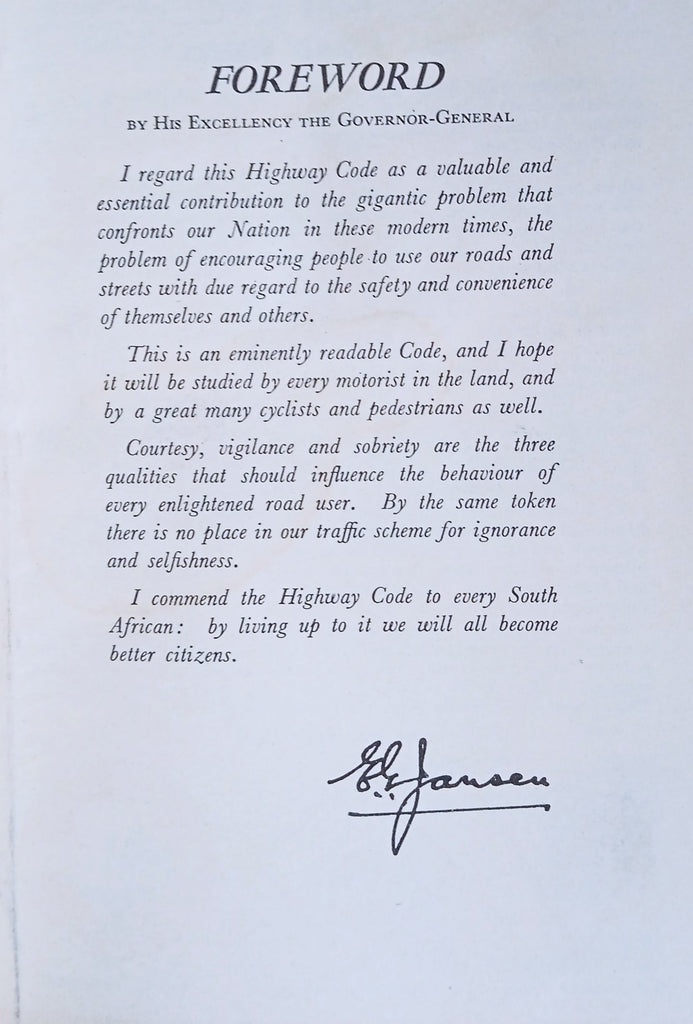 FOREWORD
BY HIS EXCELLENCY THE GOVERNOR-GENERAL
I regard this Highway Code as a valuable and
essential contribution to the gigantic problem that
confronts our Nation in these modern times, the
problem of encouraging people to use our roads and
streets with due regard to the safety and convenience
of themselves and others.
This is an eminently readable Code, and I hope
it will be studied by every motorist in the land, and
by a great many cyclists and pedestrians as well.
Courtesy, vigilance and sobriety are the three
qualities that should influence the behaviour of
every enlightened road user. By the same token
there is no place in our traffic scheme for ignorance
and selfishness.
I commend the Highway Code to every South
African: by living up to it we will all become
better citizens.
E.G. Jansen